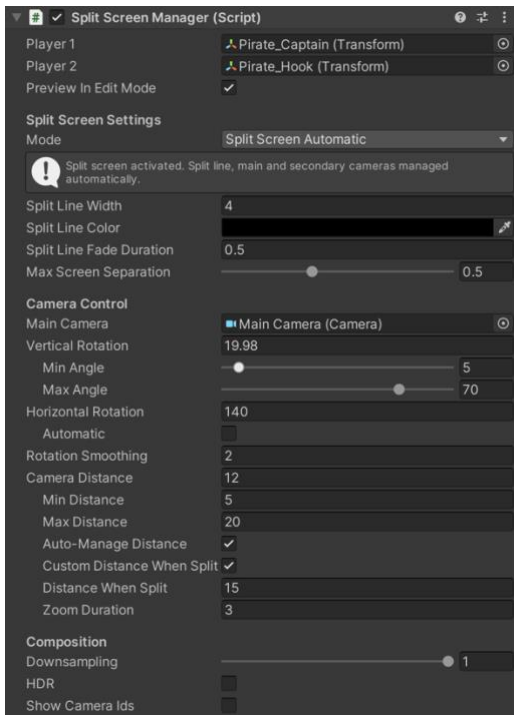 Split Screen Manager (Script)
Player 1 Pirate_Captain (Transform)
Player 2 Pirate_Hook (Transform)
Preview In Edit Mode
Split Screen Settings
Mode Split Screen Automatic
Split screen activated. Split line, main and secondary cameras managed
automatically.
Split Line Width 4
Split Line Color
Split Line Fade Duration 0.5
Max Screen Separation 0.5
Camera Control
Main Camera Main Camera (Camera)
Vertical Rotation 19.98
Min Angle 5
Max Angle 70
Horizontal Rotation 140
Automatic
Rotation Smoothing 2
Camera Distance 12
Min Distance 5
Max Distance 20
Auto-Manage Distance
Custom Distance When Split
Distance When Split 15
Zoom Duration 3
Composition
Downsampling 1
HDR
Show Camera Ids